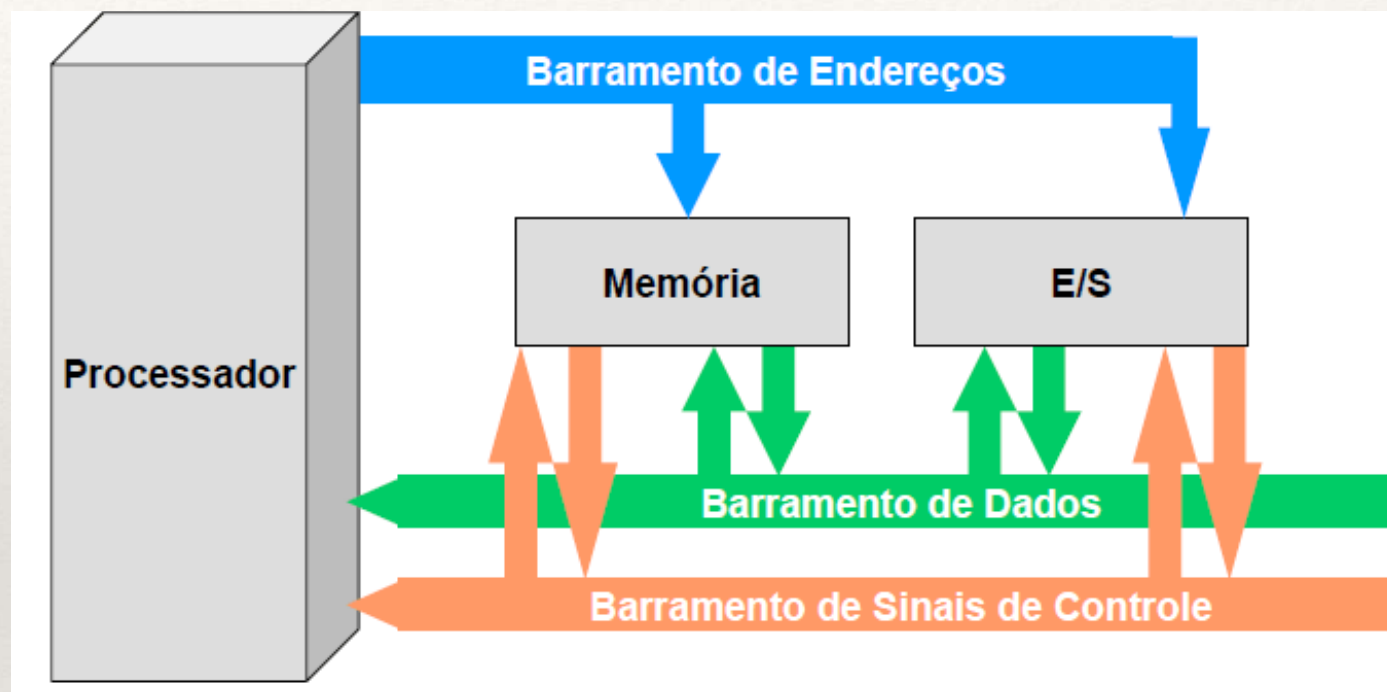 Barramento de Endereços
Memória
E/S
Processador
Barramento de Dados
Barramento de Sinais de Controle